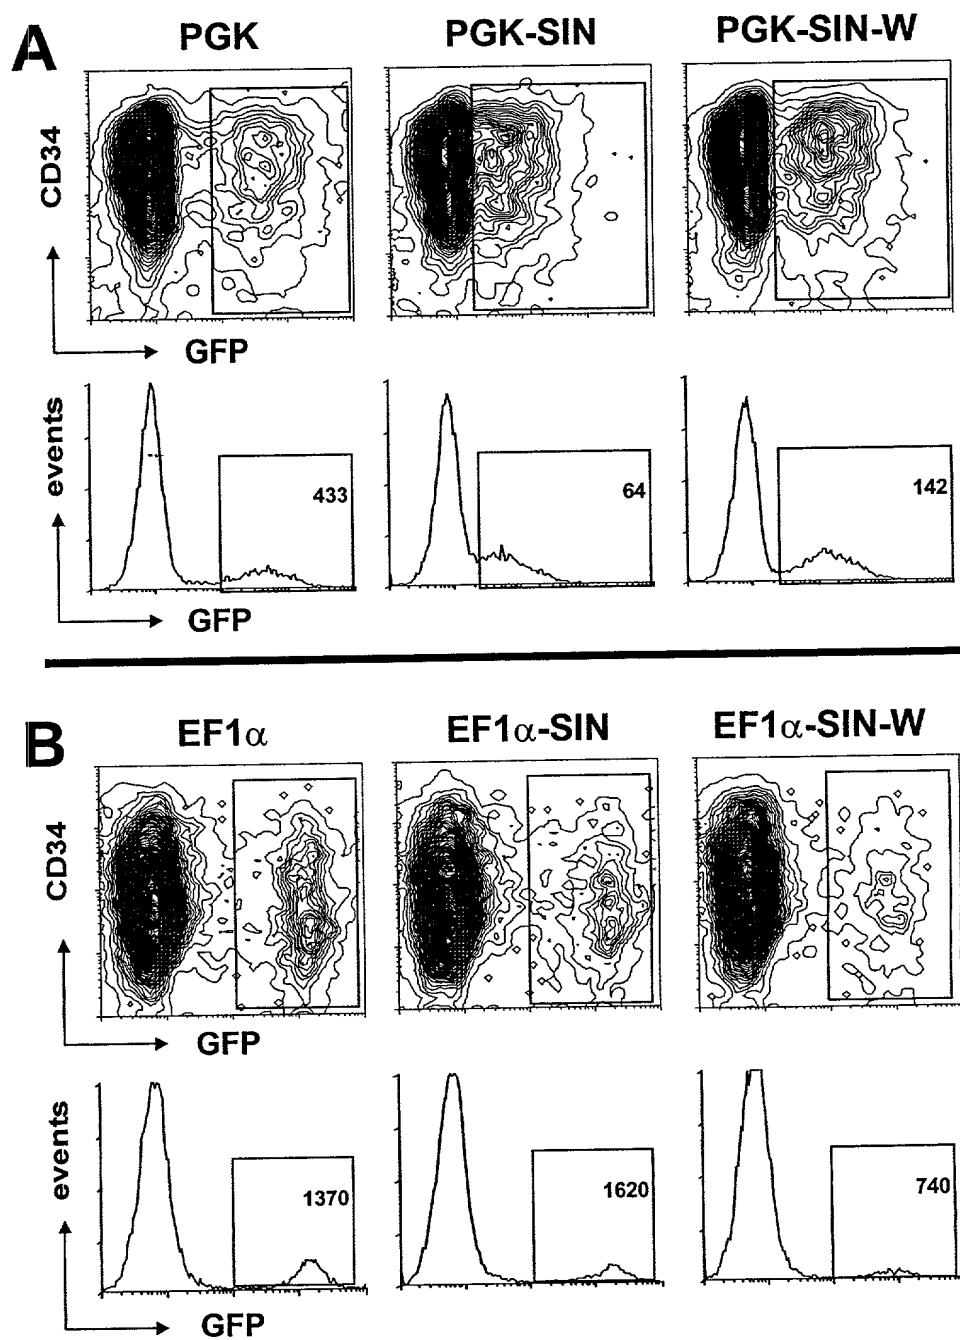 A
PGK
PGK-SIN
PGK-SIN-W
CD34
GFP
events
433
64
142
GFP
B
EF1α
EF1α-SIN
EF1α-SIN-W
CD34
GFP
events
1370
1620
740
GFP